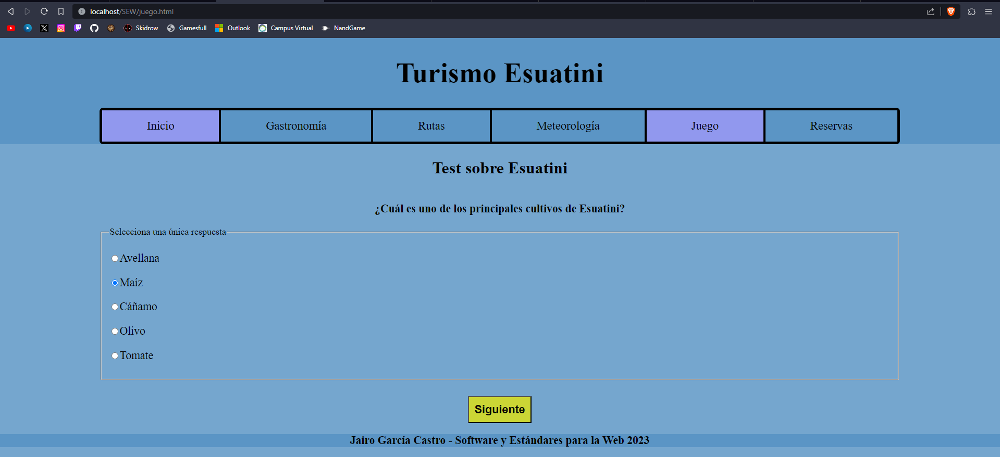 localhost/SEW/juego.html
Skidrow Gamesfull Outlook Campus Virtual NandGame
Turismo Esuatini
Inicio Gastronomía Rutas Meteorología Juego Reservas
Test sobre Esuatini
¿Cuál es uno de los principales cultivos de Esuatini?
Selecciona una única respuesta
Avellana
Maíz
Cáñamo
Olivo
Tomate
Siguiente
Jairo García Castro - Software y Estándares para la Web 2023